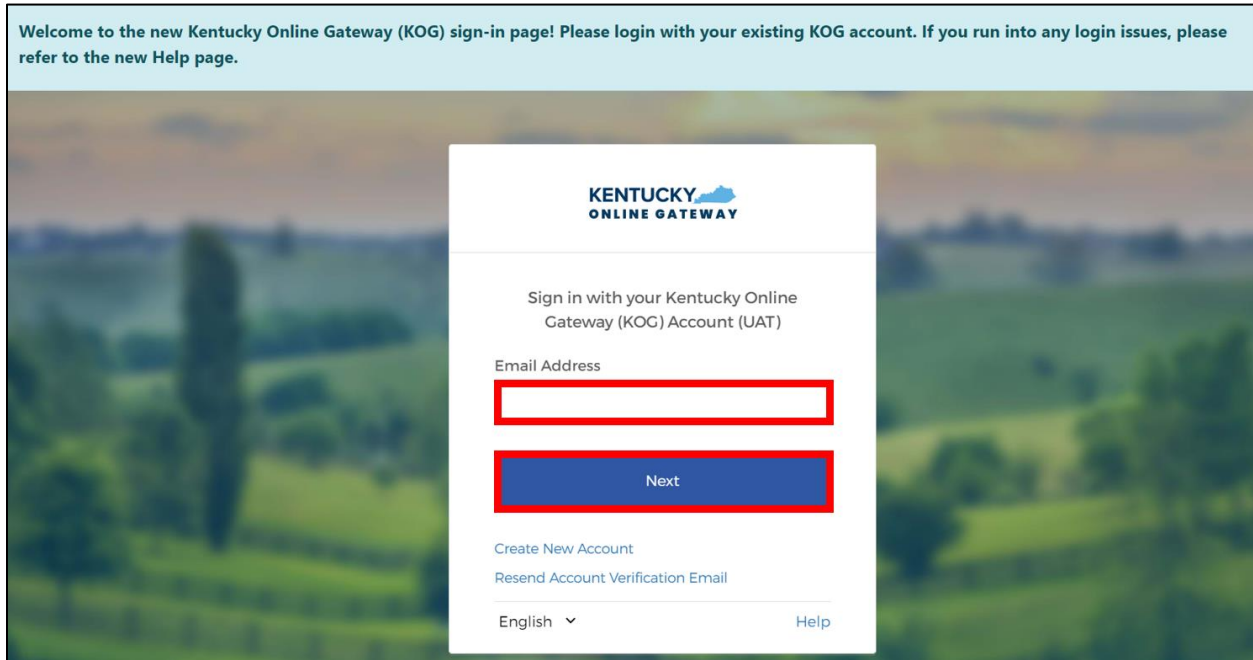 Welcome to the new Kentucky Online Gateway (KOG) sign-in page! Please login with your existing KOG account. If you run into any login issues, please
refer to the new Help page.
KENTUCKY
ONLINE GATEWAY
Sign in with your Kentucky Online
Gateway (KOG) Account (UAT)
Email Address
Next
Create New Account
Resend Account Verification Email
English
Help